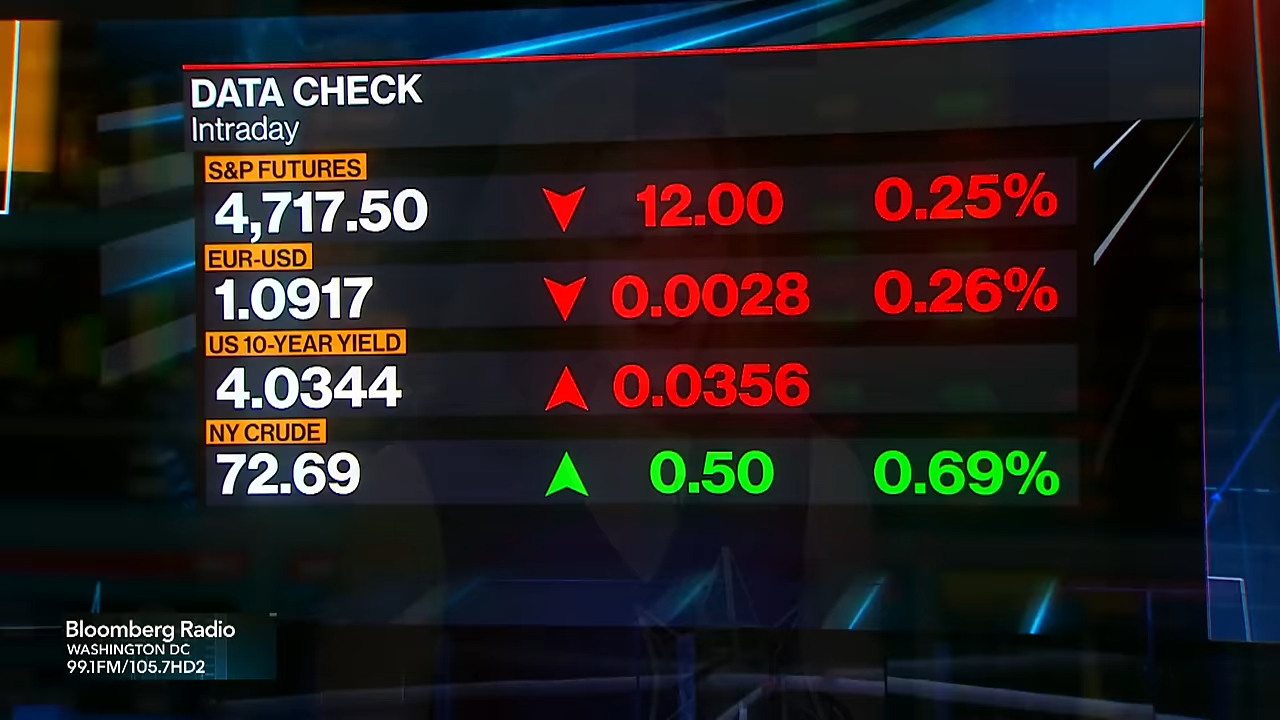 DATA CHECK
Intraday
S&P FUTURES
4,717.50 12.00 0.25%
EUR-USD
1.0917 0.0028 0.26%
US 10-YEAR YIELD
4.0344 0.0356
NY CRUDE
72.69 0.50 0.69%
Bloomberg Radio
WASHINGTON DC
99.1FM/105.7HD2